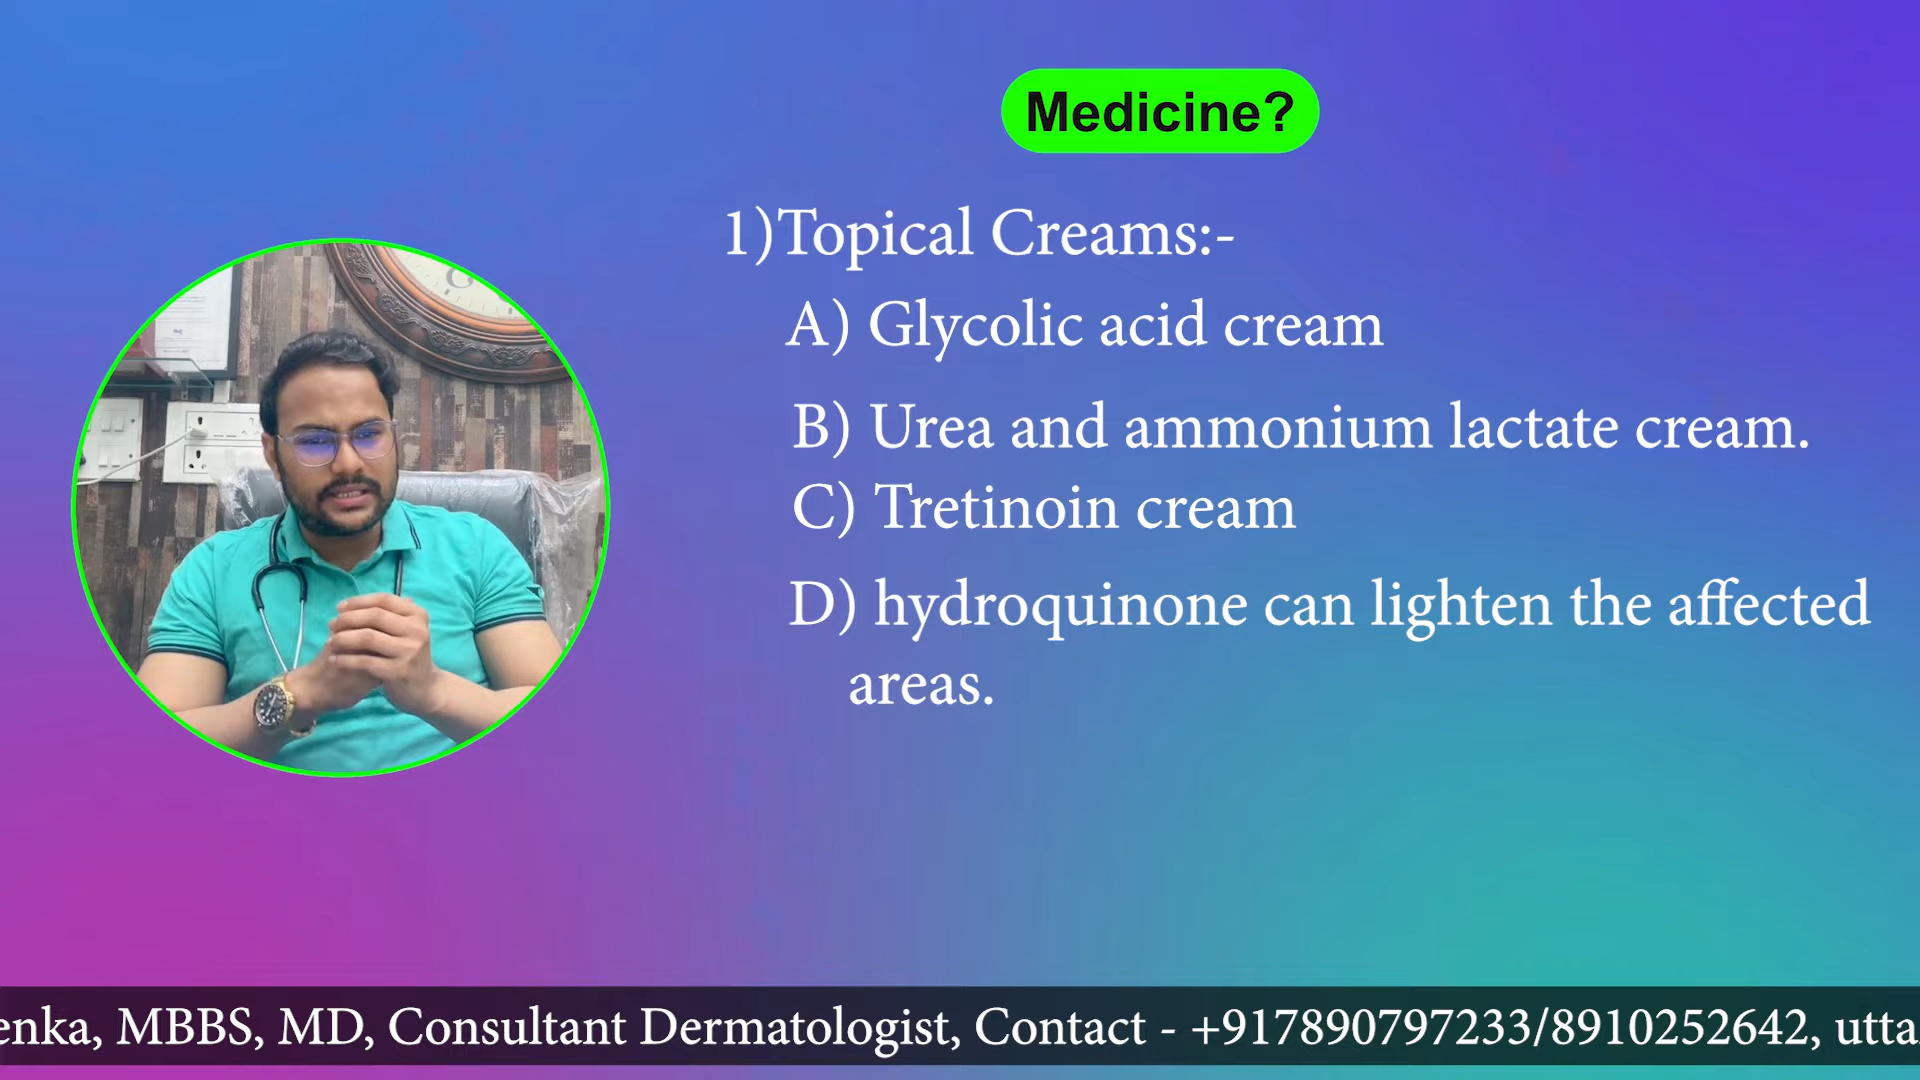 Medicine?
1)Topical Creams:-
A) Glycolic acid cream
B) Urea and ammonium lactate cream.
C) Tretinoin cream
D) hydroquinone can lighten the affected
areas.
enka, MBBS, MD, Consultant Dermatologist, Contact - +917890797233/8910252642, utta